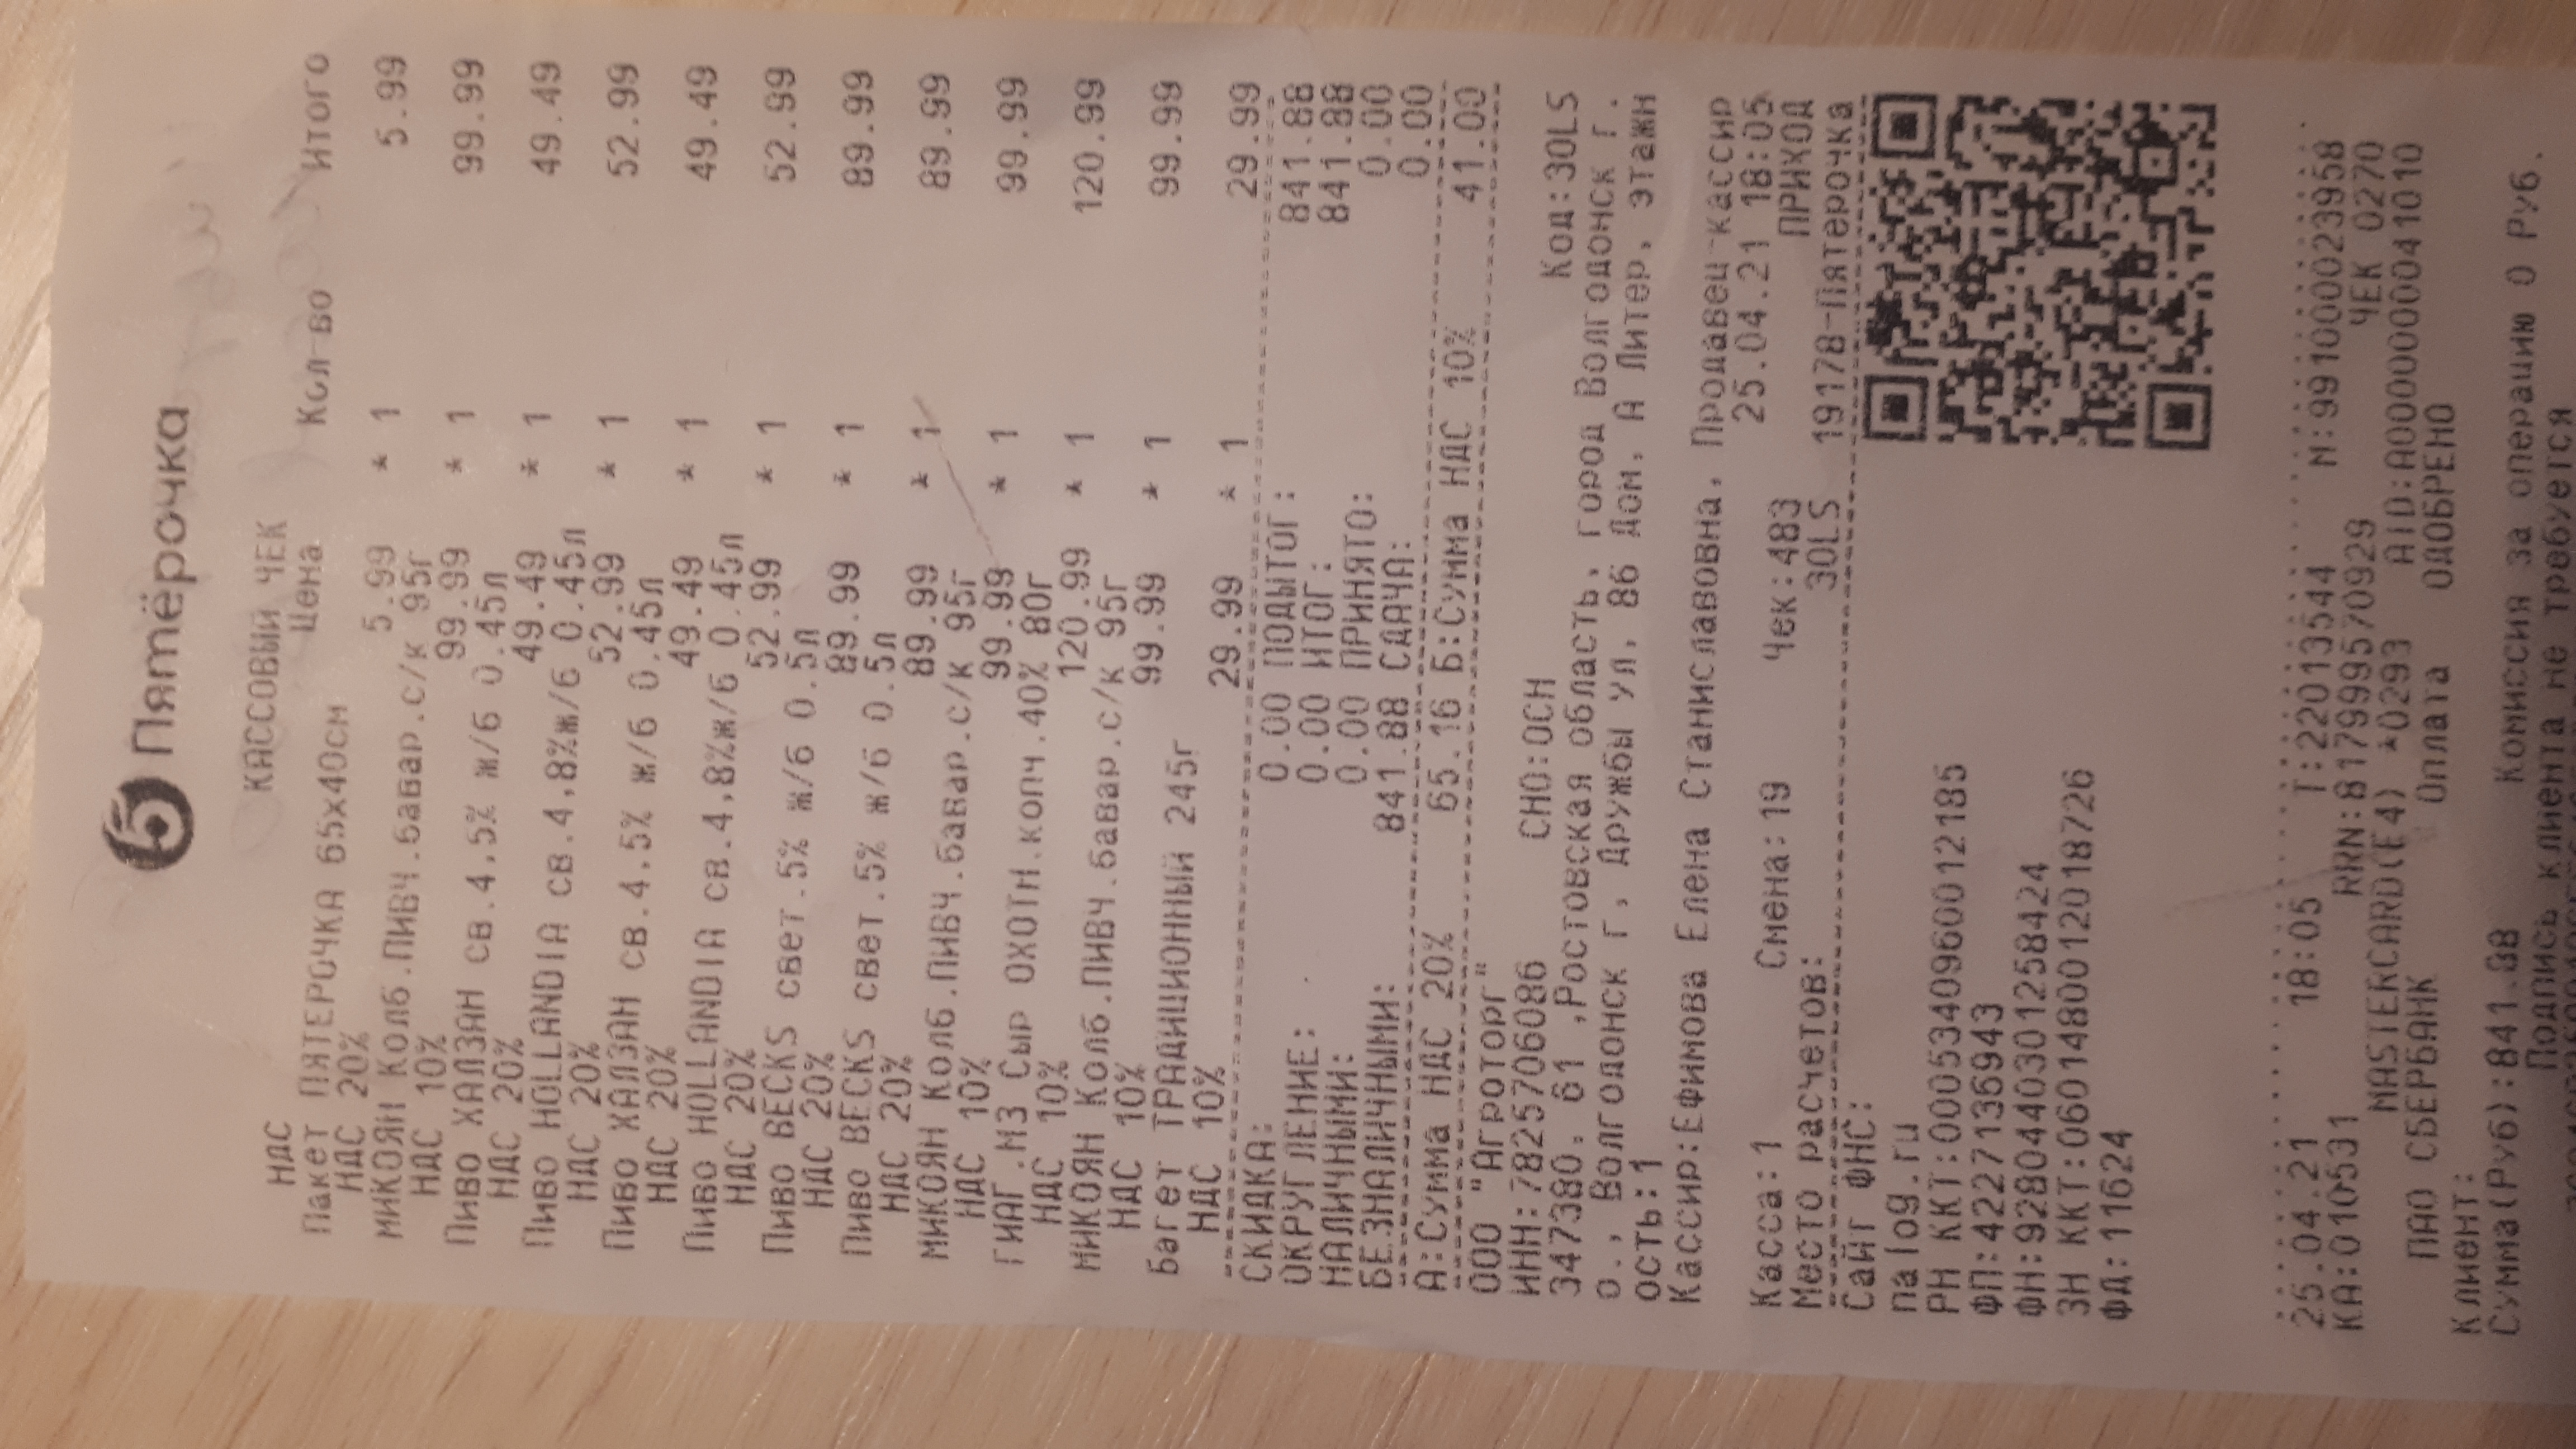 5 Пятёрочка
КАССОВЫЙ ЧЕК
НДС Цена Кол-во Итого
Пакет ПЯТЕРОЧКА 65х40см
НДС 20% 5.99 * 1 5.99
МИКОЯН Колб.ПИВЧ.бавар.с/к 95г
НДС 10% 99.99 * 1 99.99
Пиво ХАЛЗАН св.4,5% ж/б 0.45л
НДС 20% 49.49 * 1 49.49
Пиво HOLLANDIA св.4,8%ж/б 0.45л
НДС 20% 52.99 * 1 52.99
Пиво ХАЛЗАН св.4,5% ж/б 0.45л
НДС 20% 49.49 * 1 49.49
Пиво HOLLANDIA св.4,8%ж/б 0.45л
НДС 20% 52.99 * 1 52.99
Пиво BECKS свет.5% ж/б 0.5л
НДС 20% 89.99 * 1 89.99
Пиво BECKS свет.5% ж/б 0.5л
НДС 20% 89.99 * 1 89.99
МИКОЯН Колб.ПИВЧ.бавар.с/к 95г
НДС 10% 99.99 * 1 99.99
ГИАГ.МЗ Сыр ОХОТН.копч.40% 80г
НДС 10% 120.99 * 1 120.99
МИКОЯН Колб.ПИВЧ.бавар.с/к 95г
НДС 10% 99.99 * 1 99.99
Багет ТРАДИЦИОННЫЙ 245г
НДС 10% 29.99 * 1 29.99
СКИДКА: 0.00 ПОДЫТОГ: 841.88
ОКРУГЛЕНИЕ: 0.00 ИТОГ: 841.88
НАЛИЧНЫМИ: 0.00 ПРИНЯТО: 0.00
БЕЗНАЛИЧНЫМИ: 841.88 СДАЧА: 0.00
А:Сумма НДС 20% 65.16 Б:Сумма НДС 10% 41.00
ООО "Агроторг"
ИНН:7825706086 СНО:ОСН Код:30LS
347380, 61 ,Ростовская область, город Волгодонск г.
о., Волгодонск г, Дружбы ул, 86 Дом, А Литер, этажн
ость:1
Кассир:Ефимова Елена Станиславовна, Продавец-кассир
25.04.21 18:05
Касса:1 Смена:19 Чек:483 ПРИХОД
Место расчетов: 30LS 19178-Пятерочка
Сайт ФНС:
nalog.ru
РН ККТ:0005340960012185
ФП:4227136943
ФН:9280440301258424
ЗН ККТ:0601480012018726
ФД:11624
25.04.21 18:05 Т:22013544 М:991000023958
КА:010531 RRN:817999570929 ЧЕК 0270
MASTERCARD(E4) *0293 AID:A0000000041010
ПАО СБЕРБАНК Оплата ОДОБРЕНО
Клиент:
Сумма(Руб):841.88 Комиссия за операцию 0 Руб.
Подпись клиента не требуется